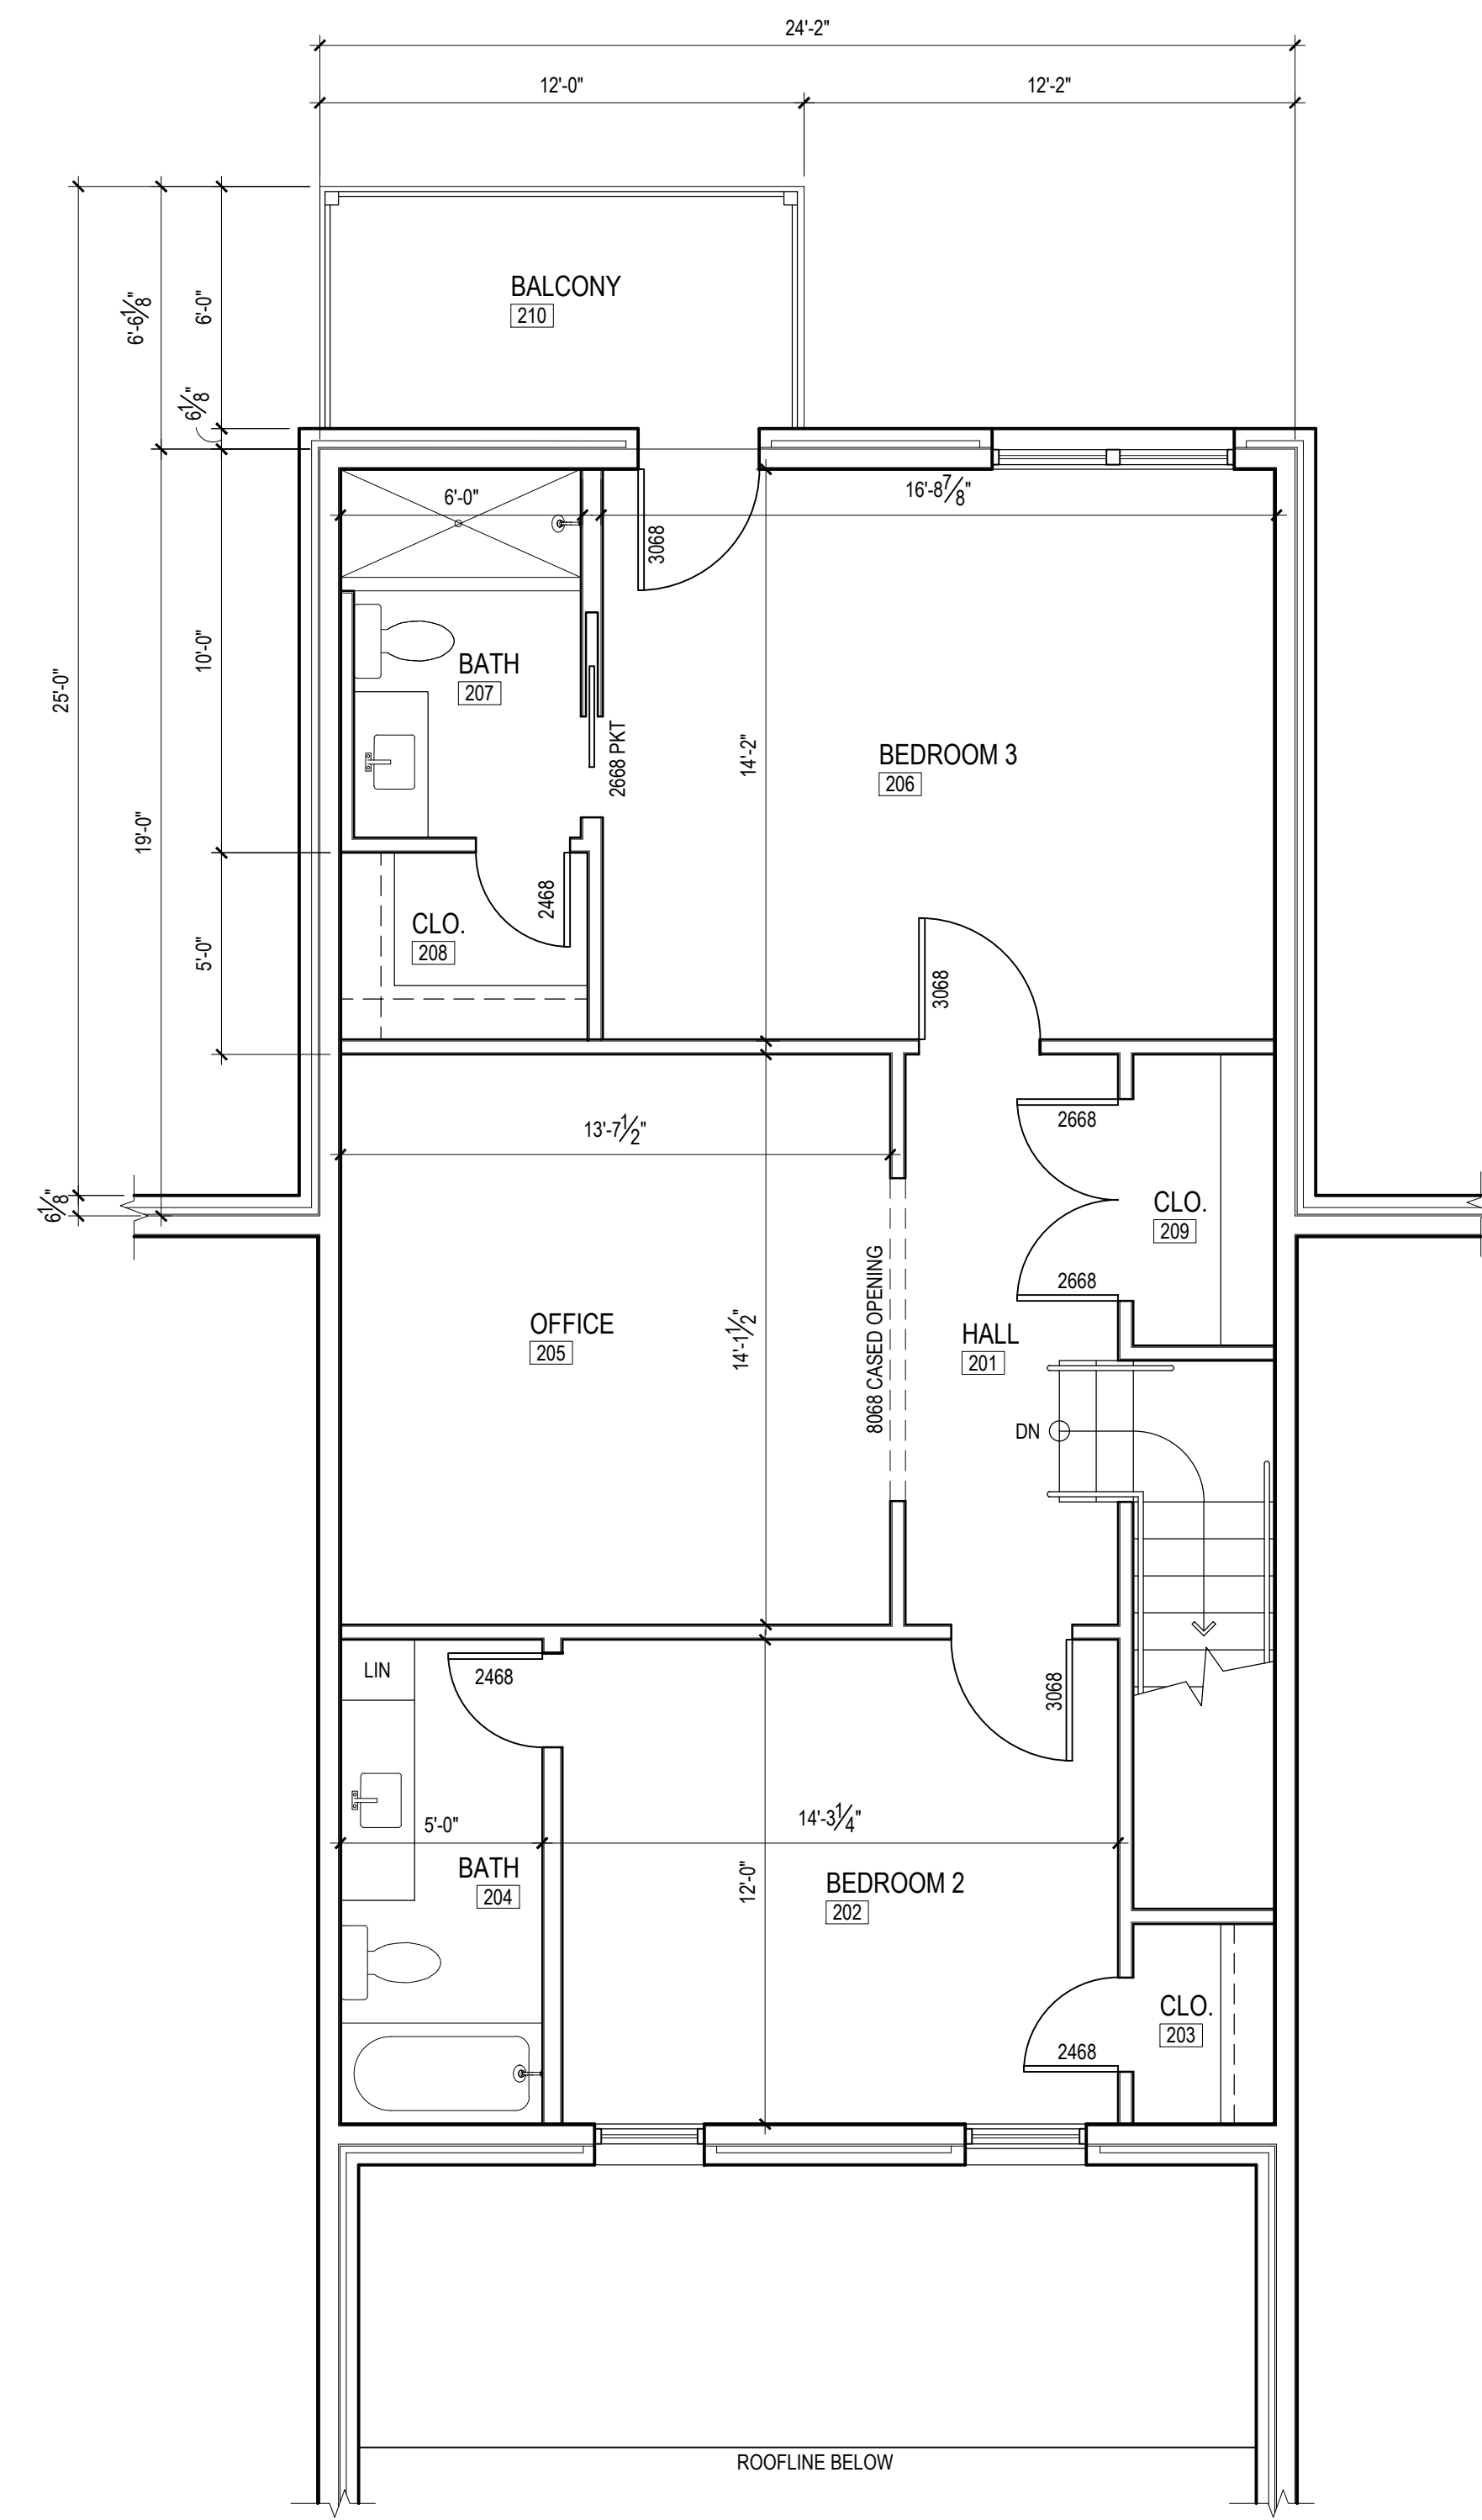 24'-2"
12'-0"
12'-2"
6'-0"
6'-6 1/8"
6 1/8"
BALCONY
210
6'-0"
16'-8 7/8"
3068
BATH
207
2668 PKT
10'-0"
25'-0"
19'-0"
14'-2"
BEDROOM 3
206
2468
CLO.
208
5'-0"
3068
13'-7 1/2"
2668
6 1/8"
CLO.
209
2668
8068 CASED OPENING
OFFICE
205
14'-1 1/2"
HALL
201
DN
LIN
2468
3068
5'-0"
14'-3 1/4"
BATH
204
12'-0"
BEDROOM 2
202
CLO.
203
2468
ROOFLINE BELOW